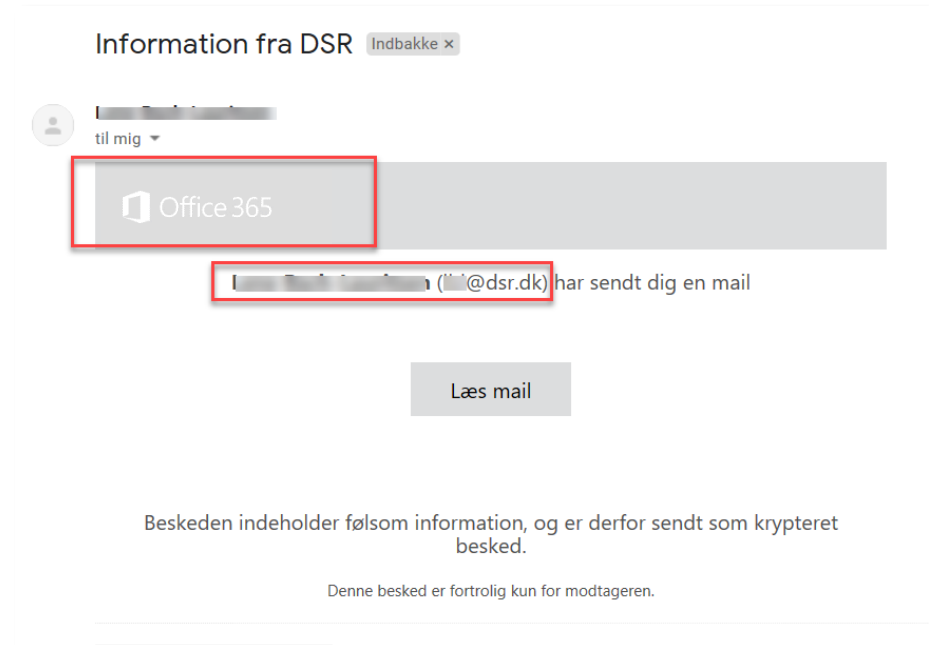 Information fra DSR Indbakke ×
til mig
Office 365
@dsr.dk) har sendt dig en mail
Læs mail
Beskeden indeholder følsom information, og er derfor sendt som krypteret
besked.
Denne besked er fortrolig kun for modtageren.